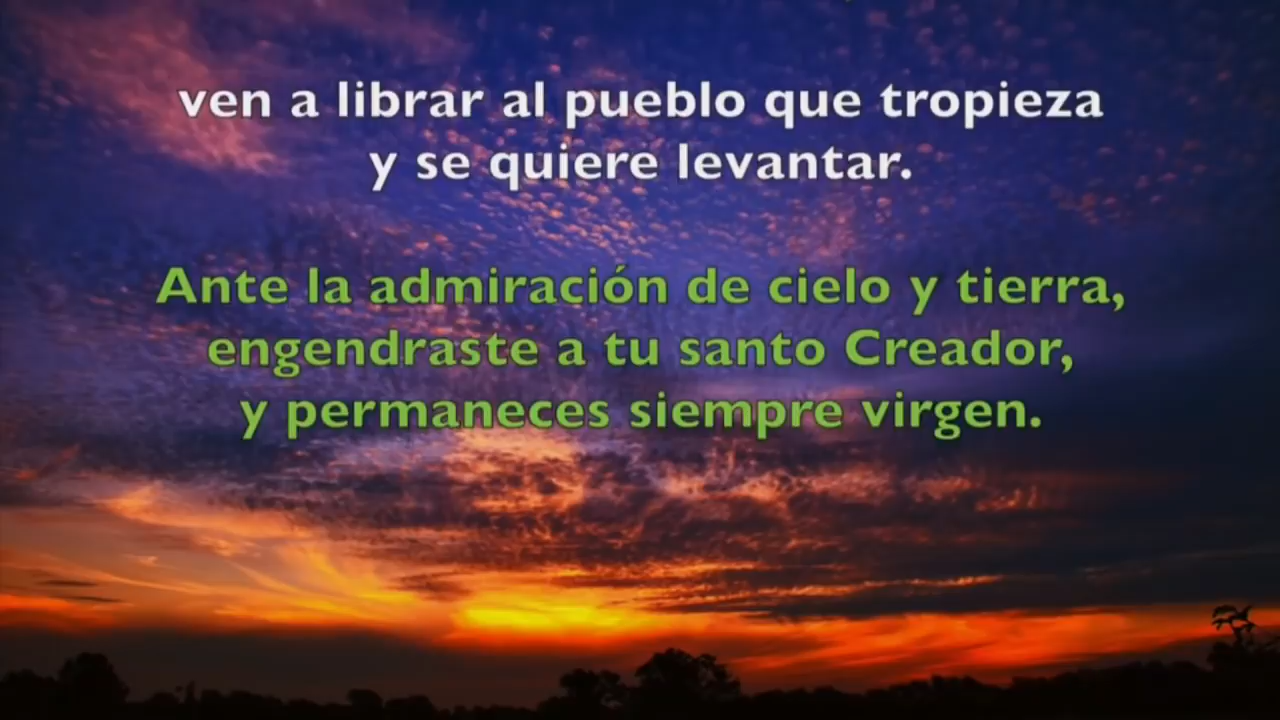 ven a librar al pueblo que tropieza
y se quiere levantar.
Ante la admiración de cielo y tierra,
engendraste a tu santo Creador,
y permaneces siempre virgen.